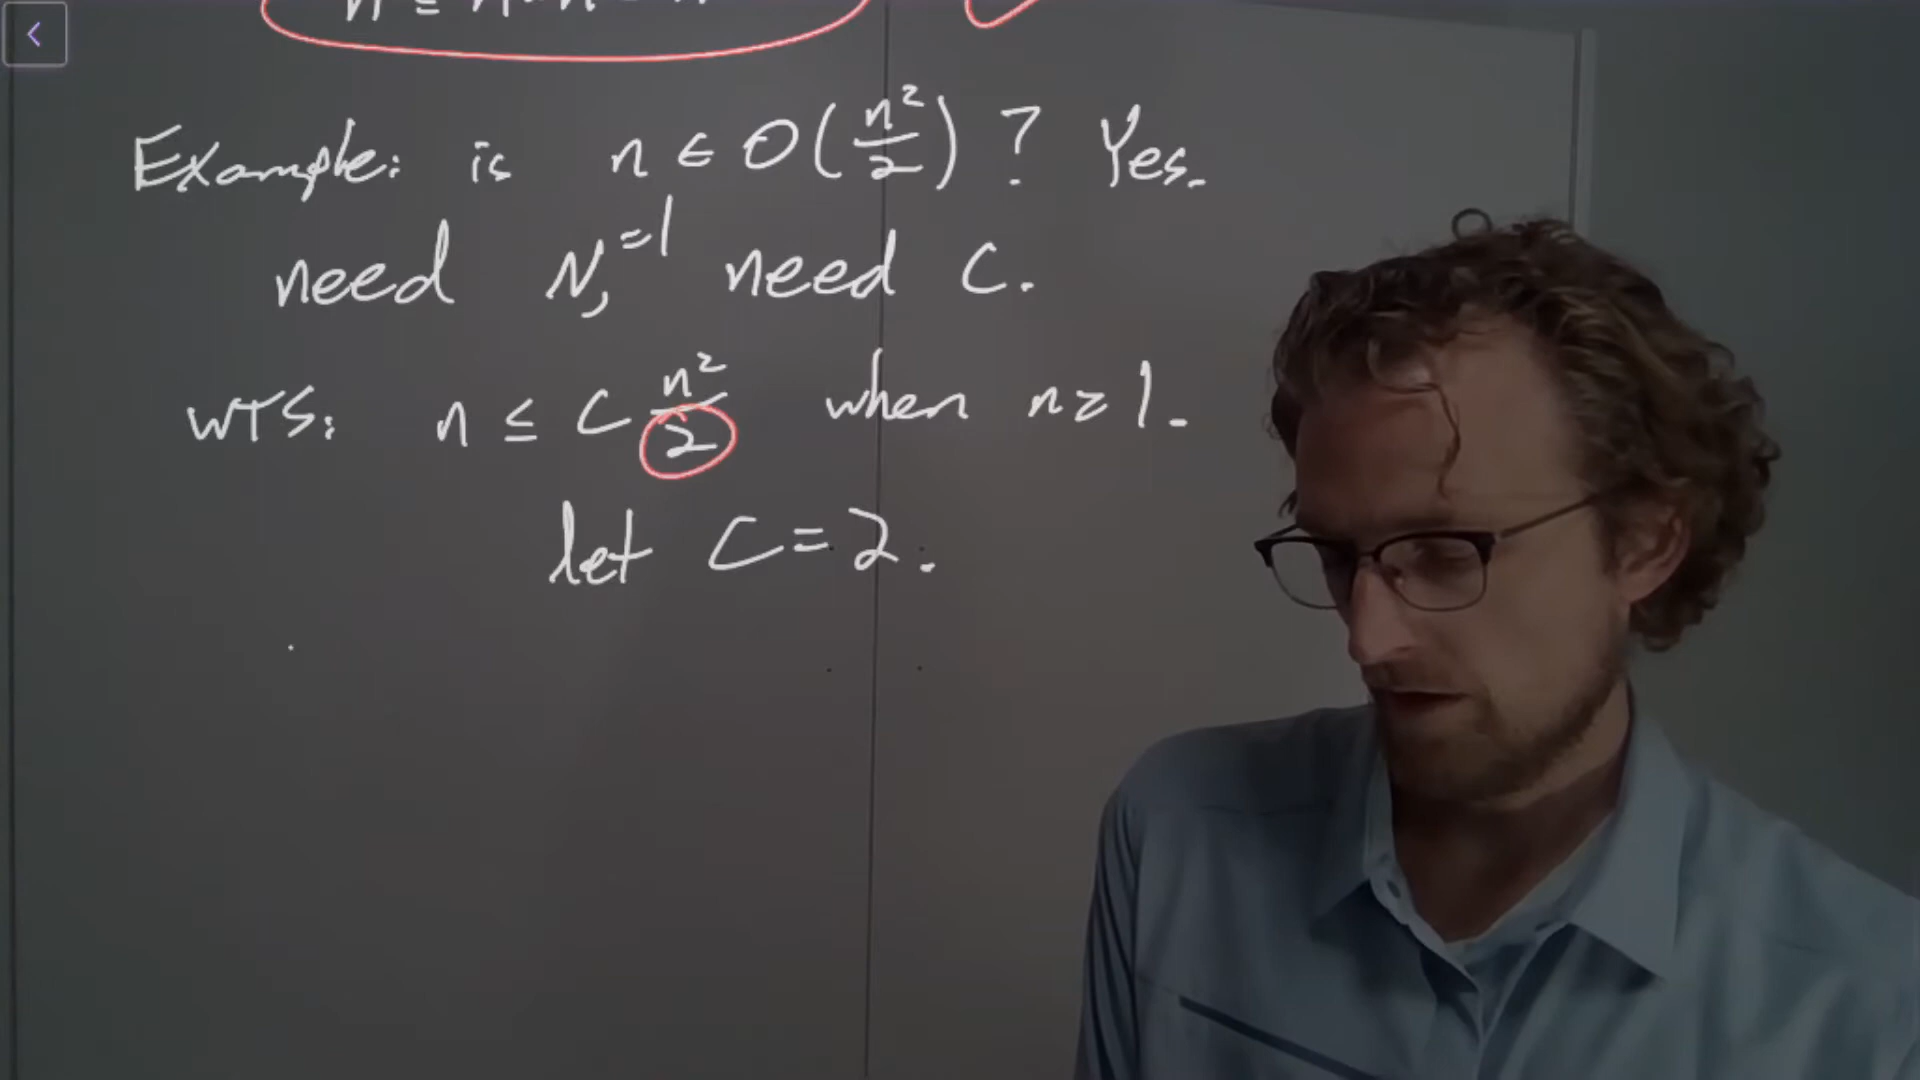 Example: is n ∈ O(n²/2)? Yes.
need N,=1 need C.
WTS: n ≤ C n²/2 when n ≥ 1.
let C = 2.